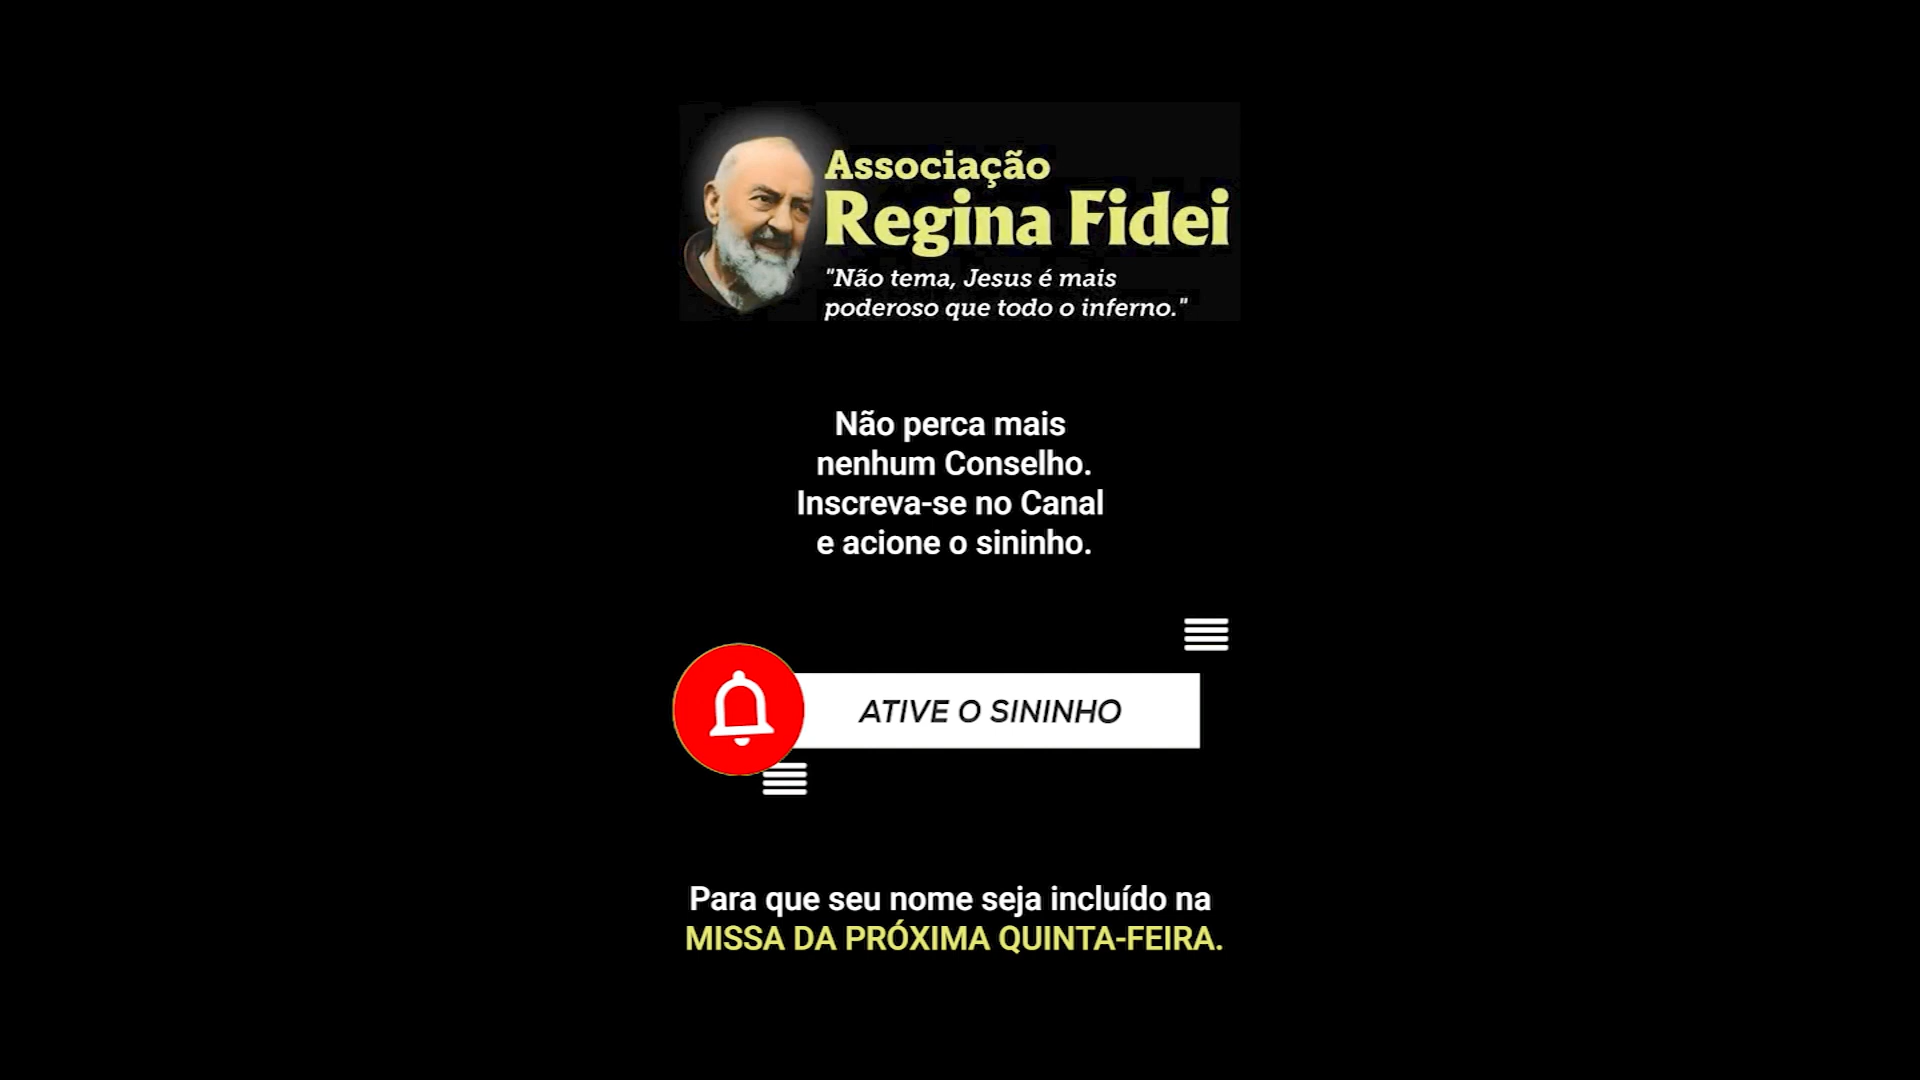 Associação
Regina Fidei
"Não tema, Jesus é mais
poderoso que todo o inferno."
Não perca mais
nenhum Conselho.
Inscreva-se no Canal
e acione o sininho.
ATIVE O SININHO
Para que seu nome seja incluído na
MISSA DA PRÓXIMA QUINTA-FEIRA.